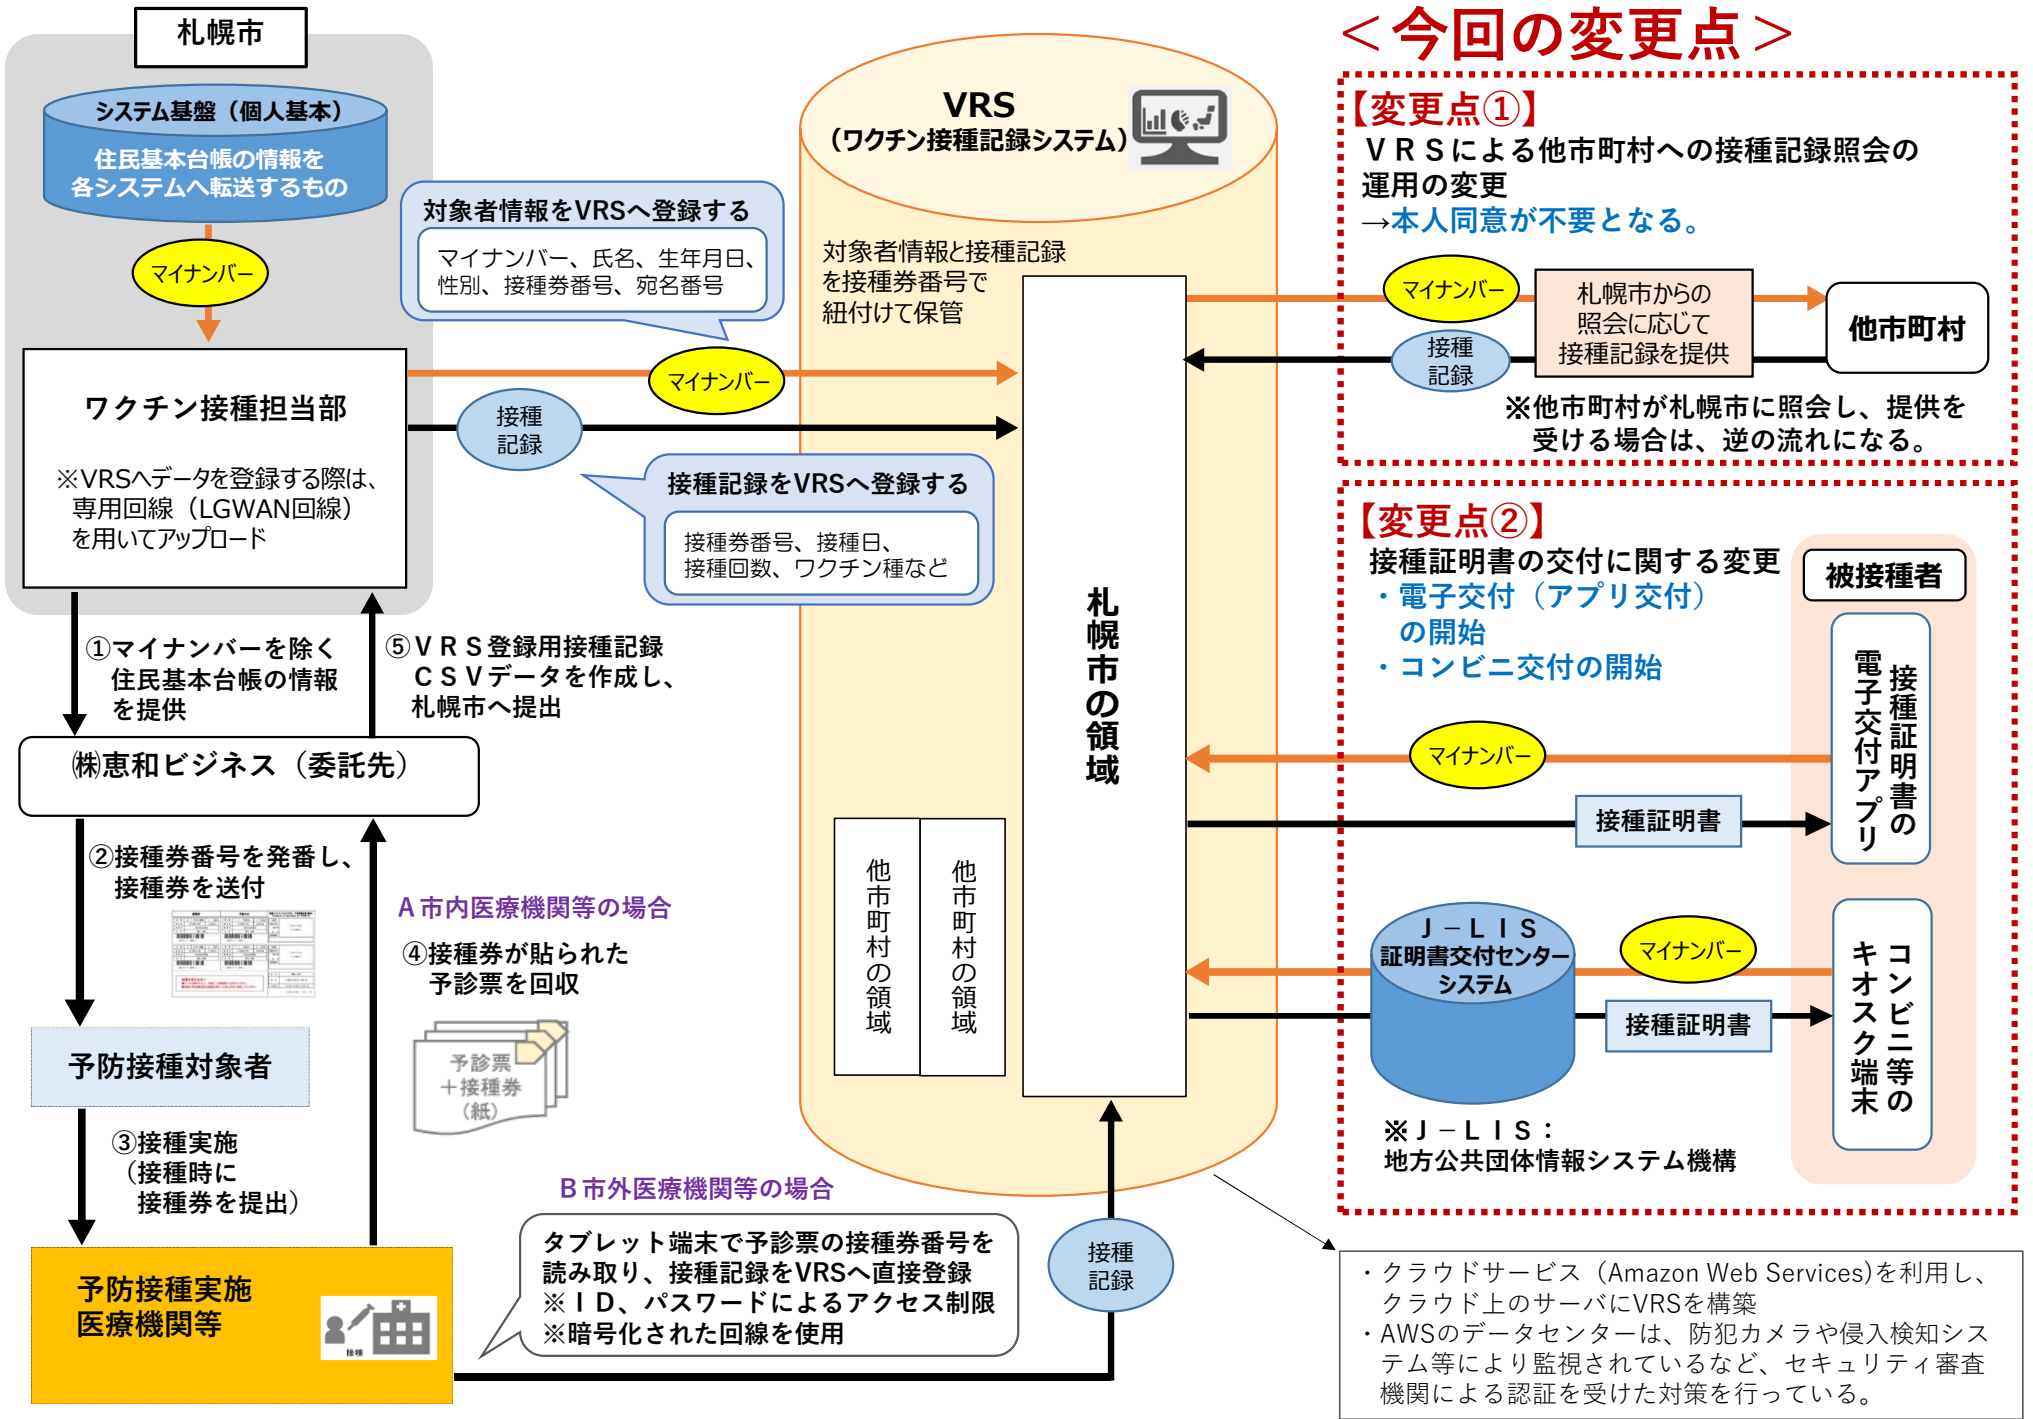 札幌市
システム基盤（個人基本）
住民基本台帳の情報を
各システムへ転送するもの
マイナンバー
ワクチン接種担当部
※VRSへデータを登録する際は、
専用回線（LGWAN回線）
を用いてアップロード
対象者情報をVRSへ登録する
マイナンバー、氏名、生年月日、
性別、接種券番号、宛名番号
マイナンバー
接種
記録
接種記録をVRSへ登録する
接種券番号、接種日、
接種回数、ワクチン種など
①マイナンバーを除く
住民基本台帳の情報
を提供
⑤ＶＲＳ登録用接種記録
ＣＳＶデータを作成し、
札幌市へ提出
㈱恵和ビジネス（委託先）
②接種券番号を発番し、
接種券を送付
A 市内医療機関等の場合
④接種券が貼られた
予診票を回収
予診票
＋接種券
（紙）
予防接種対象者
③接種実施
（接種時に
接種券を提出）
予防接種実施
医療機関等
接種
B 市外医療機関等の場合
タブレット端末で予診票の接種券番号を
読み取り、接種記録をVRSへ直接登録
※ＩＤ、パスワードによるアクセス制限
※暗号化された回線を使用
接種
記録
VRS
（ワクチン接種記録システム）
対象者情報と接種記録
を接種券番号で
紐付けて保管
札幌市の領域
他市町村の領域
他市町村の領域
＜今回の変更点＞
【変更点①】
ＶＲＳによる他市町村への接種記録照会の
運用の変更
→本人同意が不要となる。
マイナンバー
札幌市からの
照会に応じて
接種記録を提供
他市町村
接種
記録
※他市町村が札幌市に照会し、提供を
受ける場合は、逆の流れになる。
【変更点②】
接種証明書の交付に関する変更
・電子交付（アプリ交付）
の開始
・コンビニ交付の開始
被接種者
接種証明書の
電子交付アプリ
マイナンバー
接種証明書
Ｊ－ＬＩＳ
証明書交付センター
システム
マイナンバー
接種証明書
コンビニ等の
キオスク端末
※Ｊ－ＬＩＳ：
地方公共団体情報システム機構
・クラウドサービス（Amazon Web Services)を利用し、
クラウド上のサーバにVRSを構築
・AWSのデータセンターは、防犯カメラや侵入検知シス
テム等により監視されているなど、セキュリティ審査
機関による認証を受けた対策を行っている。